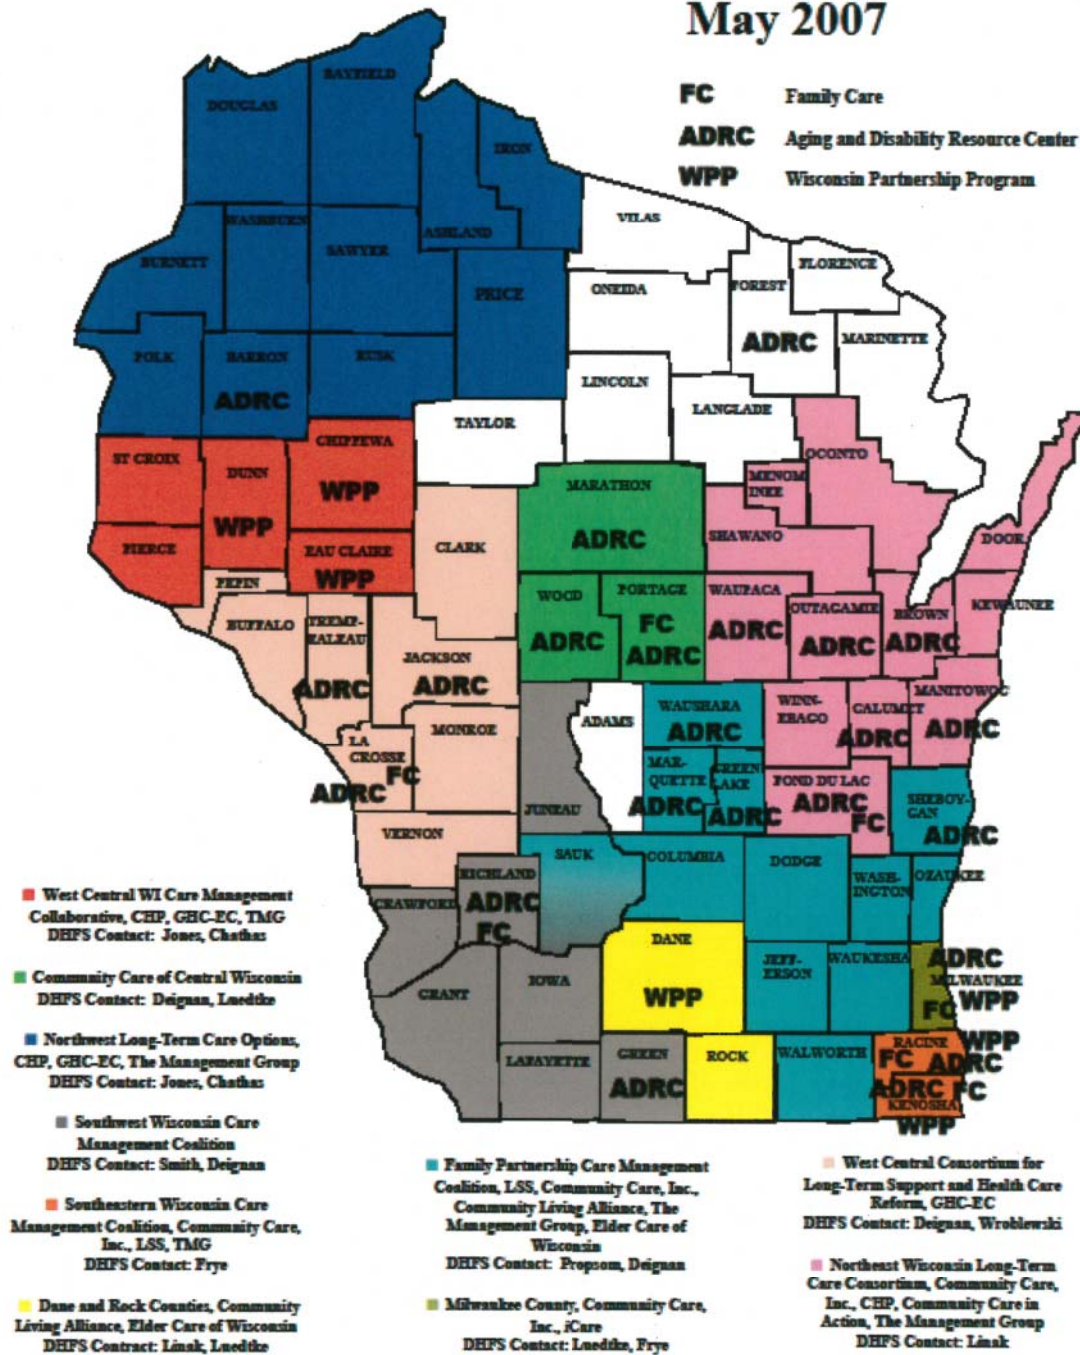 May 2007
FC Family Care
ADRC Aging and Disability Resource Center
WPP Wisconsin Partnership Program
BAYFIELD
DOUGLAS
IRON
VILAS
WASHBURN
ASHLAND
SAWYER
BURNETT
FLORENCE
FOREST
ONEIDA
PRICE
ADRC
MARINETTE
POLK
BARRON
RUSK
LINCOLN
ADRC
LANGLADE
TAYLOR
CHIPPEWA
OCONTO
ST CROIX
DUNN
MENOM
INEE
MARATHON
WPP
WPP
SHAWANO
ADRC
DOOR
PIERCE
EAU CLAIRE
CLARK
WPP
PEPIN
WOOD
PORTAGE
WAUPACA
KEWAUNEE
OUTAGAMIE
BROWN
BUFFALO
TREMP-
EALEAU
FC
ADRC
ADRC
ADRC
ADRC
ADRC
JACKSON
ADRC
ADRC
MANITOWOC
WINN-
EBAGO
WAUSHARA
CALUMET
ADAMS
MONROE
ADRC
ADRC
ADRC
LA
CROSSE
FC
ADRC
MAR-
QUETTE
GREEN
LAKE
FOND DU LAC
ADRC
ADRC
ADRC
FC
SHEBOY-
GAN
ADRC
JUNEAU
VERNON
SAUK
COLUMBIA
DODGE
WASH-
INGTON
OZAUKEE
RICHLAND
ADRC
FC
CRAWFORD
DANE
WPP
JEFF-
ERSON
WAUKESHA
ADRC
MILWAUKEE
FC
WPP
IOWA
GRANT
LAFAYETTE
GREEN
ADRC
ROCK
WALWORTH
RACINE
WPP
FC
ADRC
ADRC
FC
KENOSHA
WPP
West Central WI Care Management
Collaborative, CHP, GHC-EC, TMG
DHFS Contact: Jones, Chathas
Community Care of Central Wisconsin
DHFS Contact: Deignan, Luedtke
Northwest Long-Term Care Options,
CHP, GHC-EC, The Management Group
DHFS Contact: Jones, Chathas
Southwest Wisconsin Care
Management Coalition
DHFS Contact: Smith, Deignan
Southeastern Wisconsin Care
Management Coalition, Community Care,
Inc., LSS, TMG
DHFS Contact: Frye
Dane and Rock Counties, Community
Living Alliance, Elder Care of Wisconsin
DHFS Contract: Linak, Luedtke
Family Partnership Care Management
Coalition, LSS, Community Care, Inc.,
Community Living Alliance, The
Management Group, Elder Care of
Wisconsin
DHFS Contact: Propsom, Deignan
Milwaukee County, Community Care,
Inc., iCare
DHFS Contact: Luedtke, Frye
West Central Consortium for
Long-Term Support and Health Care
Reform, GHC-EC
DHFS Contact: Deignan, Wroblewski
Northeast Wisconsin Long-Term
Care Consortium, Community Care,
Inc., CHP, Community Care in
Action, The Management Group
DHFS Contact: Linak